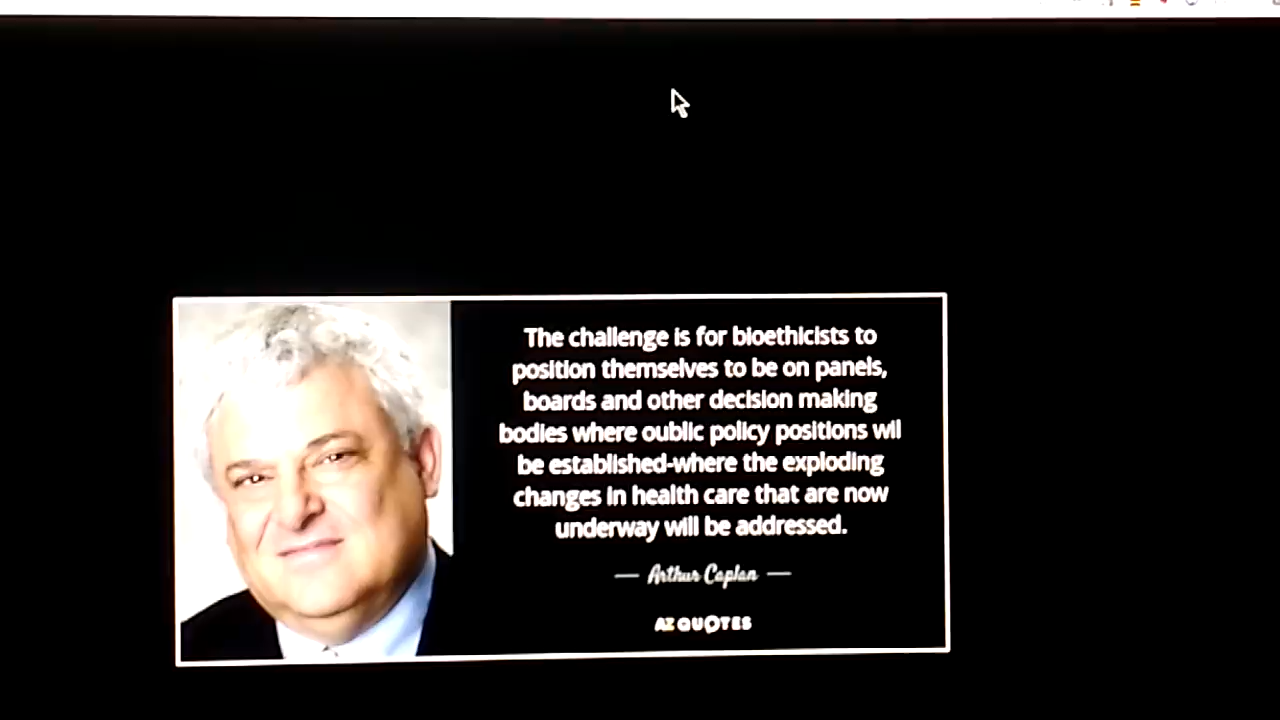 The challenge is for bioethicists to
position themselves to be on panels,
boards and other decision making
bodies where oublic policy positions wil
be established-where the exploding
changes in health care that are now
underway will be addressed.
— Arthur Caplan —
AZ QUOTES